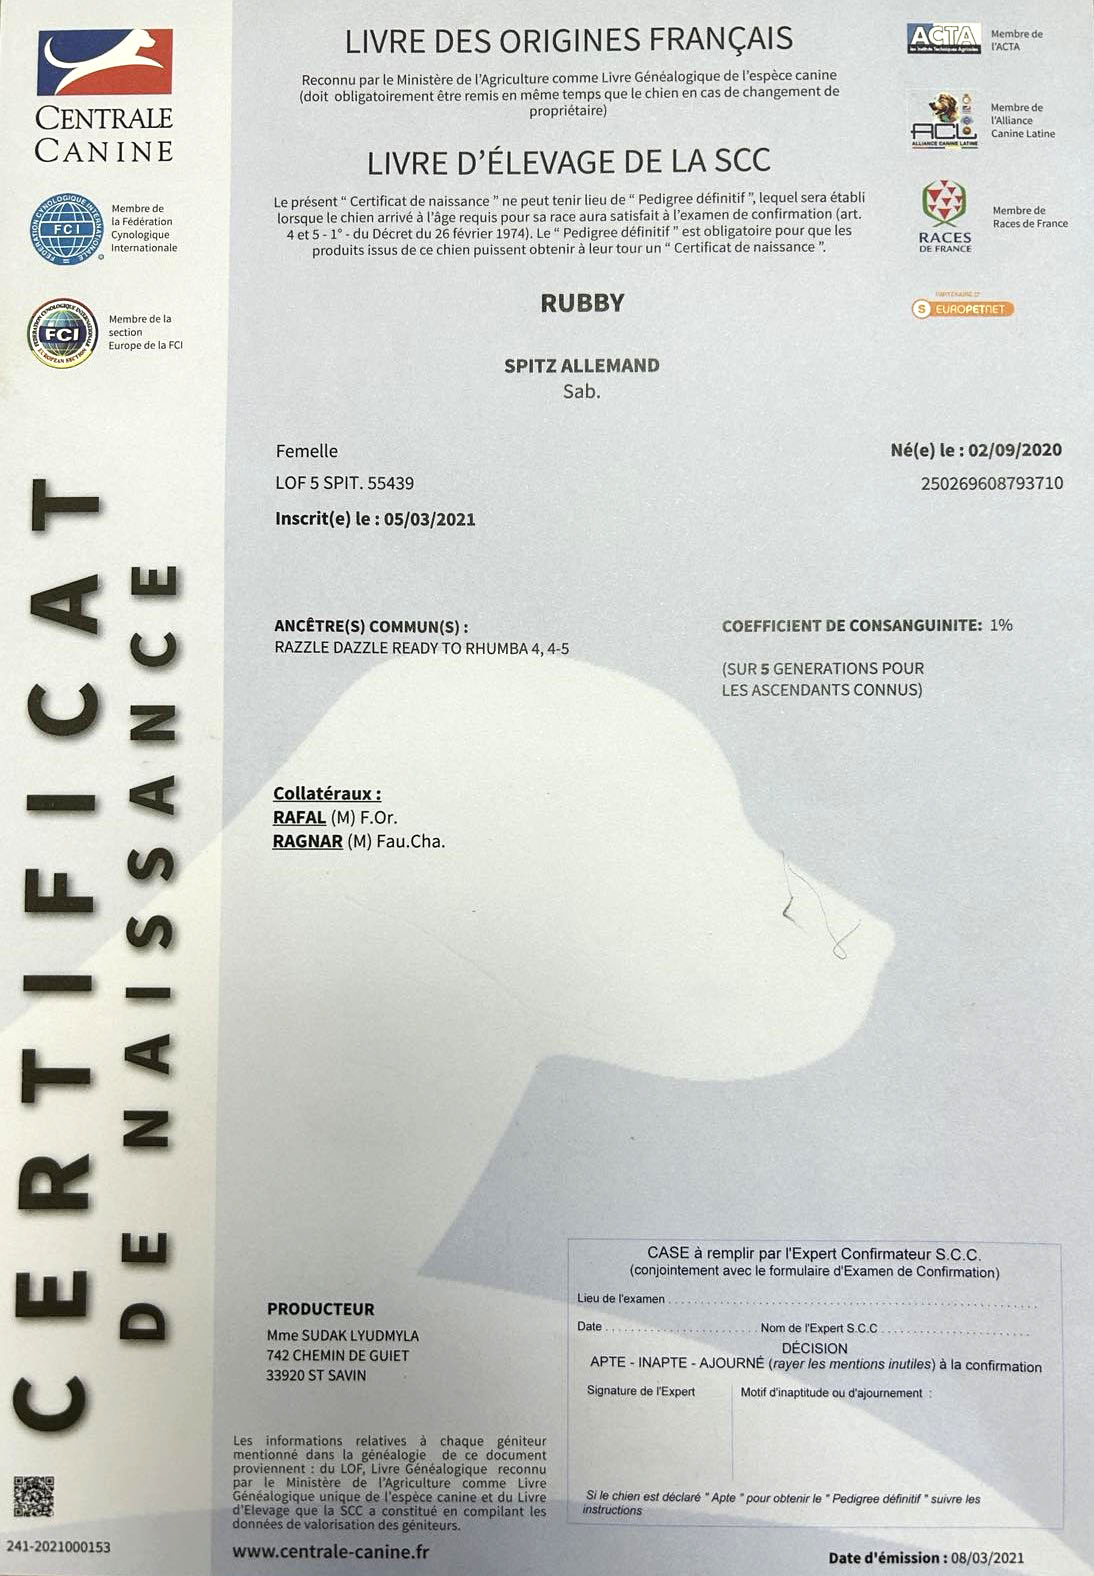 CENTRALE
CANINE
LIVRE DES ORIGINES FRANÇAIS
Reconnu par le Ministère de l'Agriculture comme Livre Généalogique de l'espèce canine
(doit obligatoirement être remis en même temps que le chien en cas de changement de
propriétaire)
LIVRE D'ÉLEVAGE DE LA SCC
Le présent " Certificat de naissance " ne peut tenir lieu de " Pedigree définitif ", lequel sera établi
lorsque le chien arrivé à l'âge requis pour sa race aura satisfait à l'examen de confirmation (art.
4 et 5 - 1° - du Décret du 26 février 1974). Le " Pedigree définitif " est obligatoire pour que les
produits issus de ce chien puissent obtenir à leur tour un " Certificat de naissance ".
ACTA
Membre de
l'ACTA
ACL
ALLIANCE CANINE LATINE
Membre de
l'Alliance
Canine Latine
RACES
DE FRANCE
Membre de
Races de France
PARTENAIRE D'
EUROPETNET
FEDERATION CYNOLOGIQUE INTERNATIONALE
FCI
Membre de
la Fédération
Cynologique
Internationale
FEDERATION CYNOLOGIQUE INTERNATIONALE
FCI
EUROPEAN SECTION
Membre de la
section
Europe de la FCI
RUBBY
SPITZ ALLEMAND
Sab.
Femelle
Né(e) le : 02/09/2020
LOF 5 SPIT. 55439
250269608793710
Inscrit(e) le : 05/03/2021
ANCÊTRE(S) COMMUN(S) :
RAZZLE DAZZLE READY TO RHUMBA 4, 4-5
COEFFICIENT DE CONSANGUINITE: 1%
(SUR 5 GENERATIONS POUR
LES ASCENDANTS CONNUS)
Collatéraux :
RAFAL (M) F.Or.
RAGNAR (M) Fau.Cha.
CERTIFICAT
DE NAISSANCE
PRODUCTEUR
Mme SUDAK LYUDMYLA
742 CHEMIN DE GUIET
33920 ST SAVIN
CASE à remplir par l'Expert Confirmateur S.C.C.
(conjointement avec le formulaire d'Examen de Confirmation)
Lieu de l'examen
Date Nom de l'Expert S.C.C
DÉCISION
APTE - INAPTE - AJOURNÉ (rayer les mentions inutiles) à la confirmation
Signature de l'Expert
Motif d'inaptitude ou d'ajournement :
Si le chien est déclaré " Apte " pour obtenir le " Pedigree définitif " suivre les
instructions
Les informations relatives à chaque géniteur
mentionné dans la généalogie de ce document
proviennent : du LOF, Livre Généalogique reconnu
par le Ministère de l'Agriculture comme Livre
Généalogique unique de l'espèce canine et du Livre
d'Elevage que la SCC a constitué en compilant les
données de valorisation des géniteurs.
241-2021000153
www.centrale-canine.fr
Date d'émission : 08/03/2021